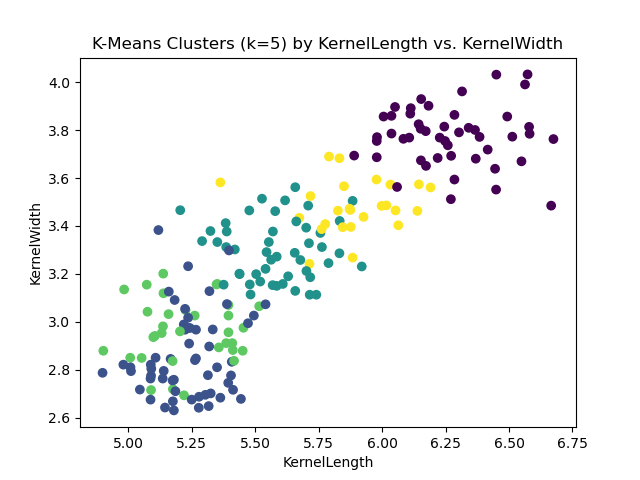 K-Means Clusters (k=5) by KernelLength vs. KernelWidth
4.0
3.8
3.6
3.4
3.2
3.0
2.8
2.6
KernelWidth
5.00 5.25 5.50 5.75 6.00 6.25 6.50 6.75
KernelLength